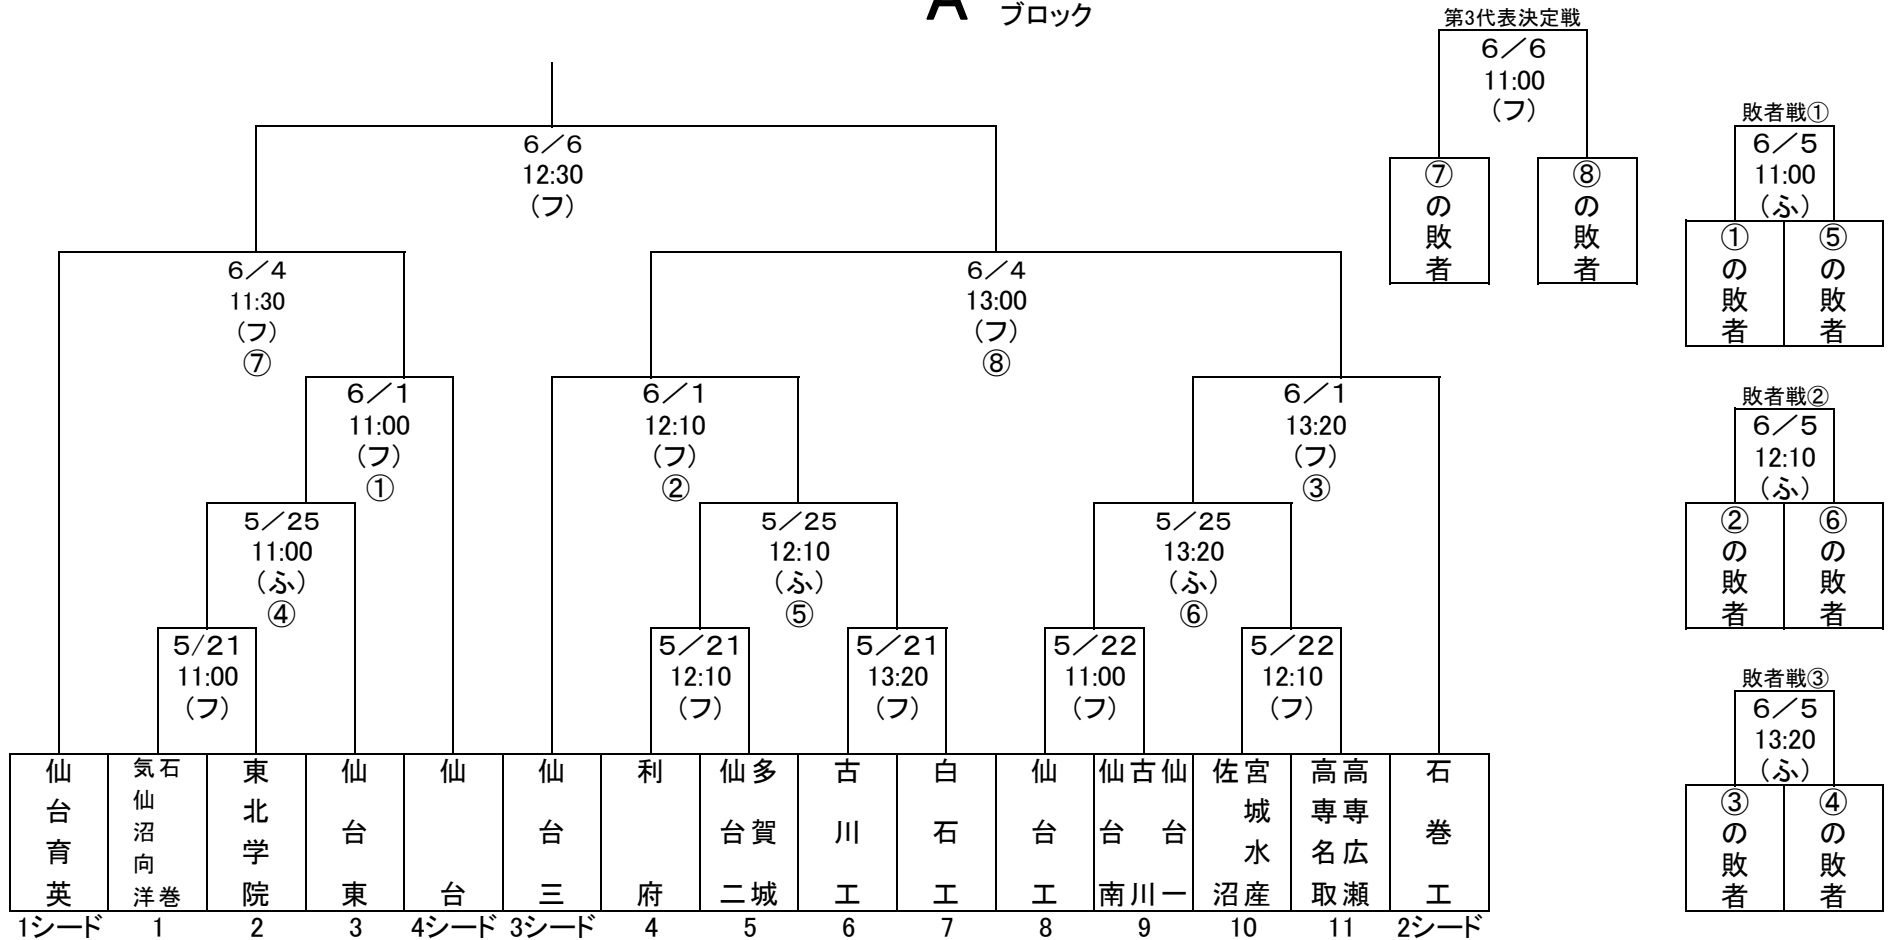 A ブロック
第3代表決定戦
6／6
11:00
（フ）
⑦の敗者
⑧の敗者
敗者戦①
6／5
11:00
（ふ）
①の敗者
⑤の敗者
敗者戦②
6／5
12:10
（ふ）
②の敗者
⑥の敗者
敗者戦③
6／5
13:20
（ふ）
③の敗者
④の敗者
6／6
12:30
（フ）
6／4
11:30
（フ）
⑦
6／4
13:00
（フ）
⑧
6／1
11:00
（フ）
①
6／1
12:10
（フ）
②
6／1
13:20
（フ）
③
5／25
11:00
（ふ）
④
5／25
12:10
（ふ）
⑤
5／25
13:20
（ふ）
⑥
5/21
11:00
（フ）
5／21
12:10
（フ）
5／21
13:20
（フ）
5／22
11:00
（フ）
5／22
12:10
（フ）
仙台育英
石巻
気仙沼向洋
東北学院
仙台東
仙台
仙台三
利府
多賀城
仙台二
古川工
白石工
仙台工
仙台一
古川
仙台南
宮城水産
佐沼
高専広瀬
高専名取
石巻工
1シード
1
2
3
4シード
3シード
4
5
6
7
8
9
10
11
2シード